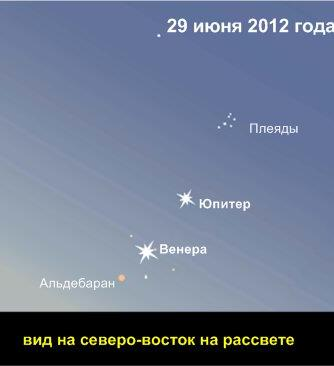 29 июня 2012 года
Плеяды
Юпитер
Венера
Альдебаран
вид на северо-восток на рассвете